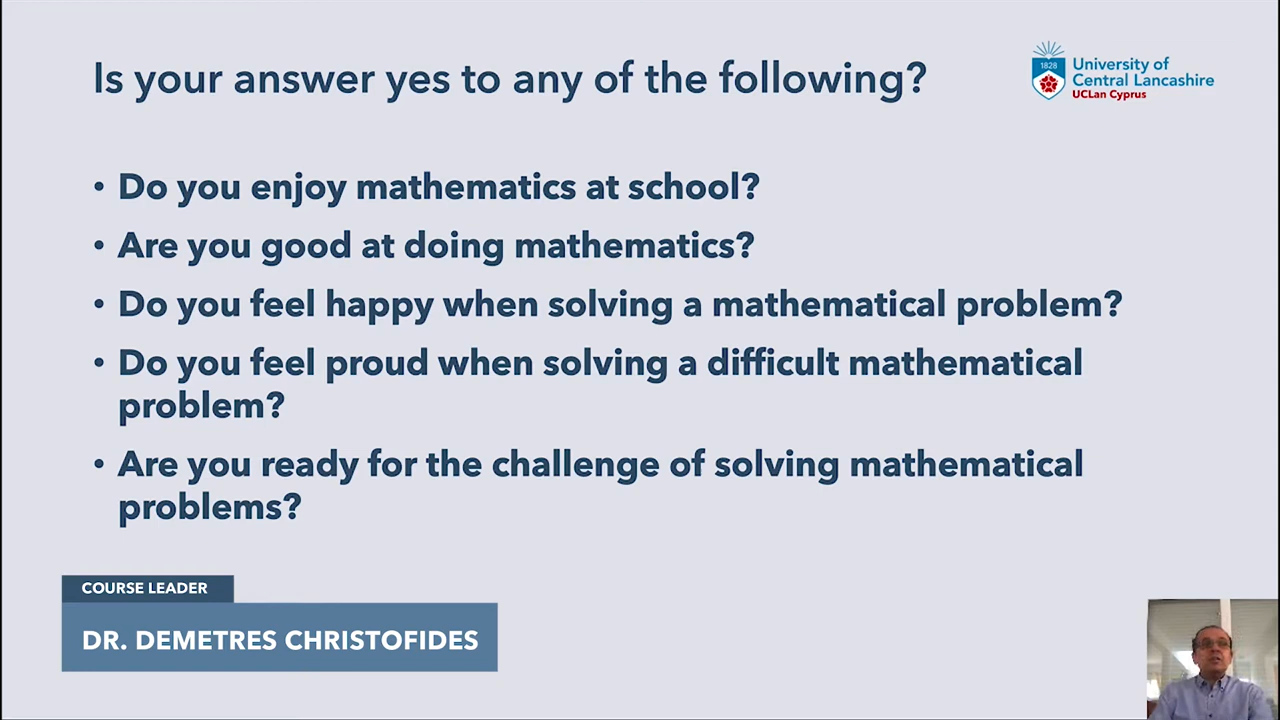 Is your answer yes to any of the following?
1828
University of
Central Lancashire
UCLan Cyprus
• Do you enjoy mathematics at school?
• Are you good at doing mathematics?
• Do you feel happy when solving a mathematical problem?
• Do you feel proud when solving a difficult mathematical
problem?
• Are you ready for the challenge of solving mathematical
problems?
COURSE LEADER
DR. DEMETRES CHRISTOFIDES